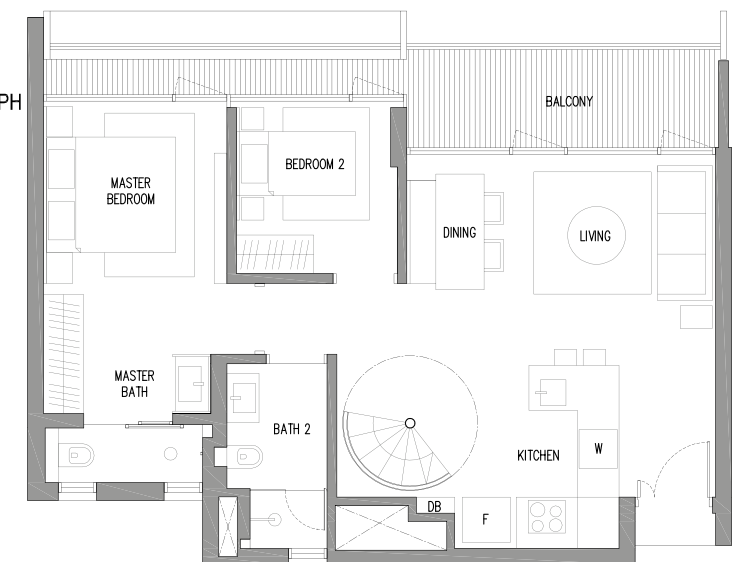 PH
BALCONY
MASTER
BEDROOM
BEDROOM 2
DINING
LIVING
MASTER
BATH
BATH 2
KITCHEN
W
DB
F